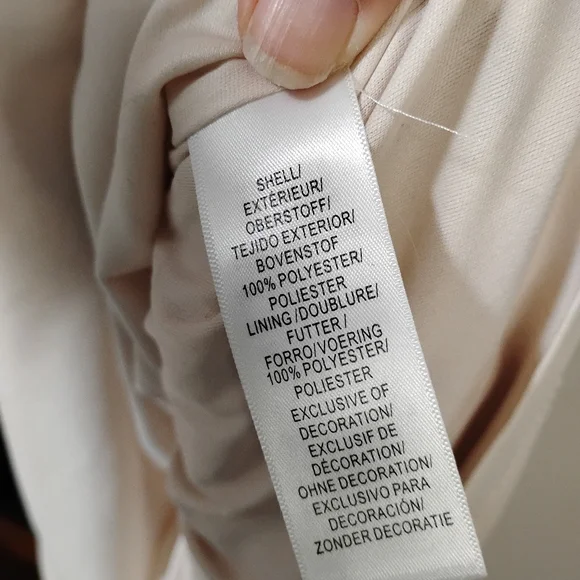 SHELL/
EXTÉRIEUR/
OBERSTOFF/
TEJIDO EXTERIOR/
BOVENSTOF
100% POLYESTER/
POLIESTER
LINING /DOUBLURE/
FUTTER /
FORRO/VOERING
100% POLYESTER/
POLIESTER
EXCLUSIVE OF
DECORATION/
EXCLUSIF DE
DÉCORATION/
OHNE DECORATION/
EXCLUSIVO PARA
DECORACIÓN/
ZONDER DECORATIE